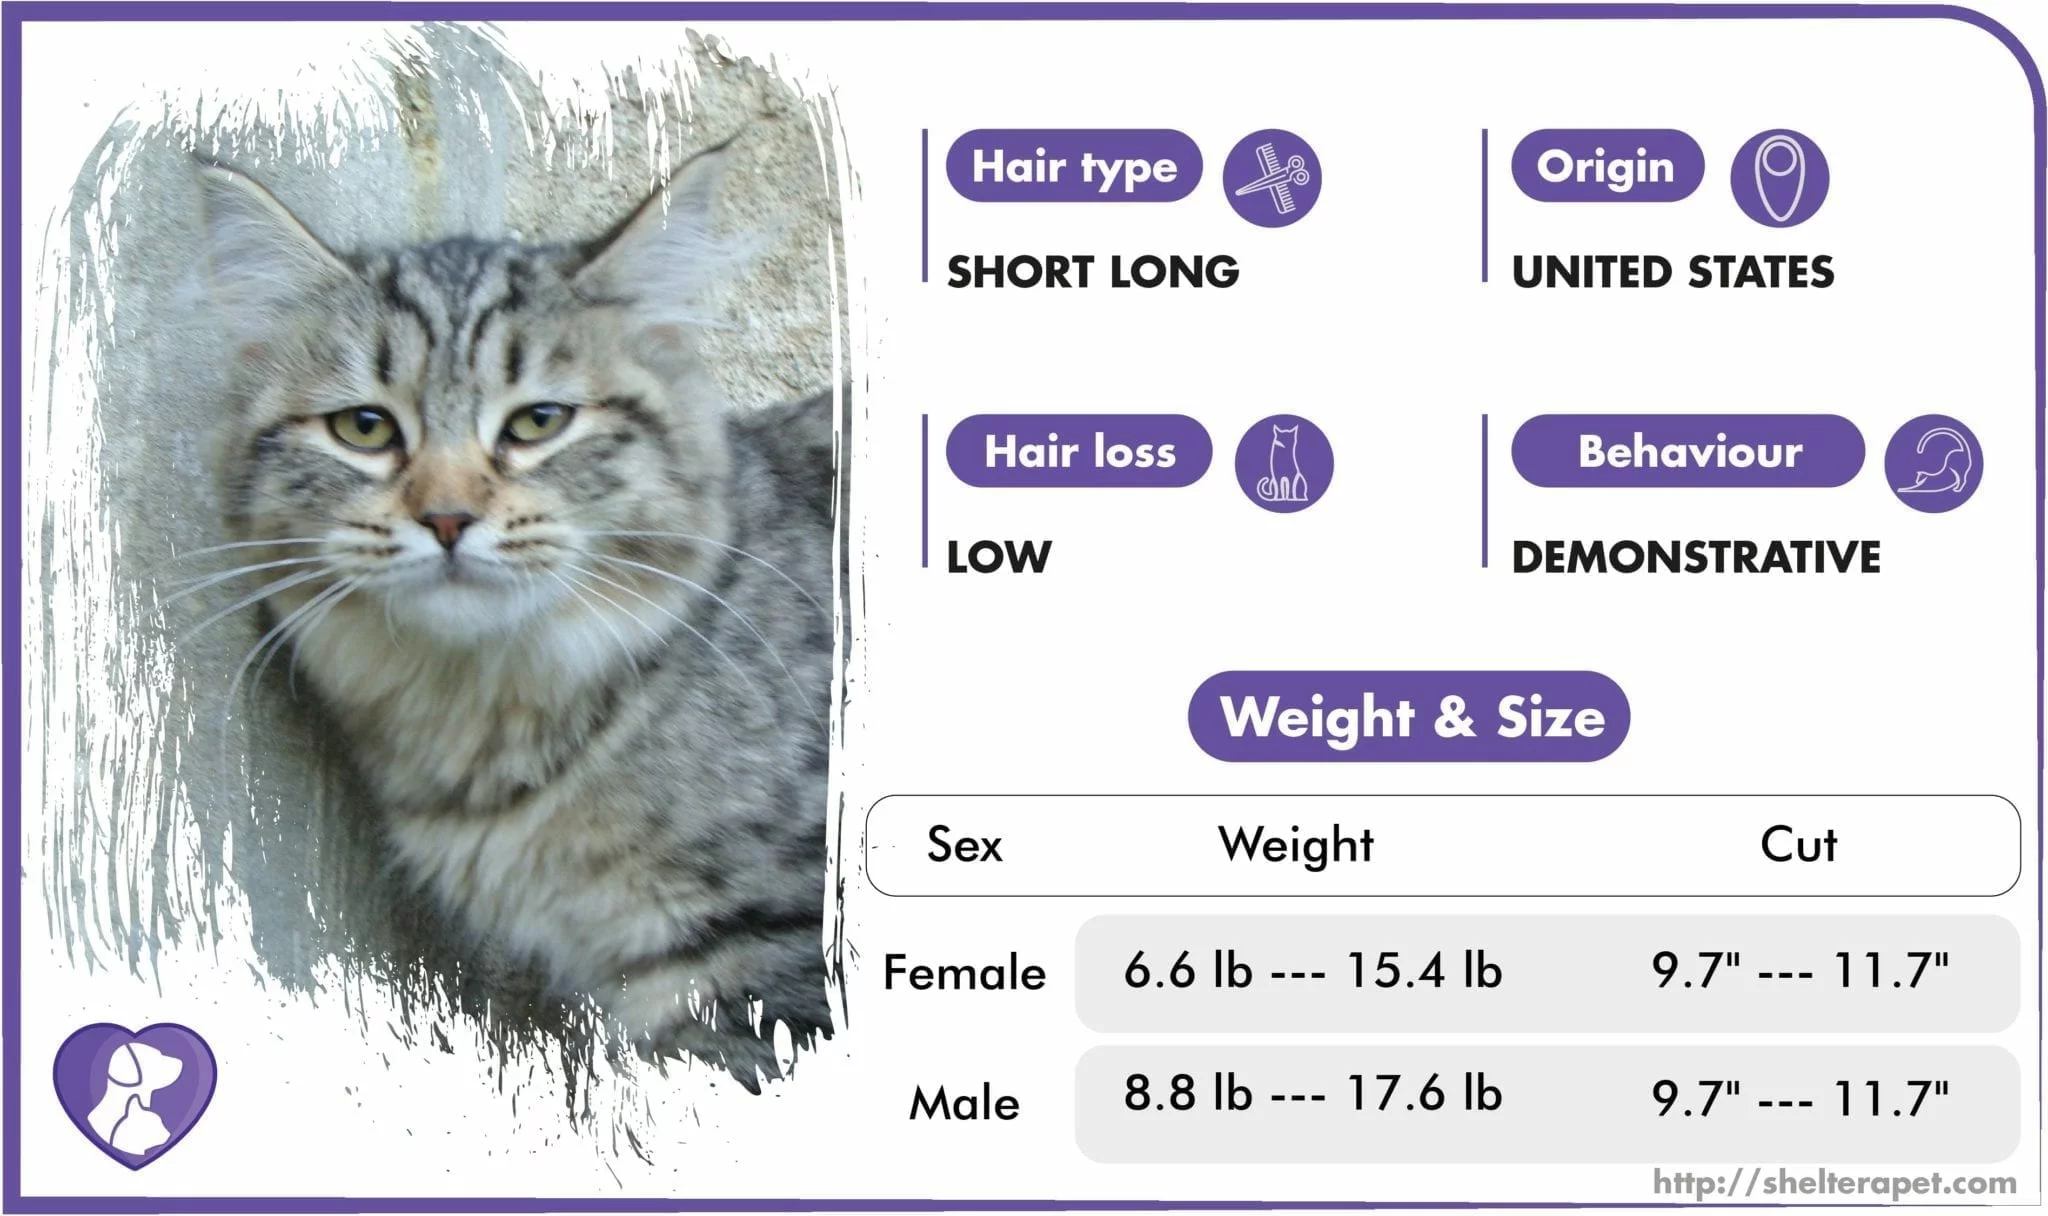 Hair type
SHORT LONG
Origin
UNITED STATES
Hair loss
LOW
Behaviour
DEMONSTRATIVE
Weight & Size
Sex Weight Cut
Female 6.6 lb --- 15.4 lb 9.7" --- 11.7"
Male 8.8 lb --- 17.6 lb 9.7" --- 11.7"
http://shelterapet.com